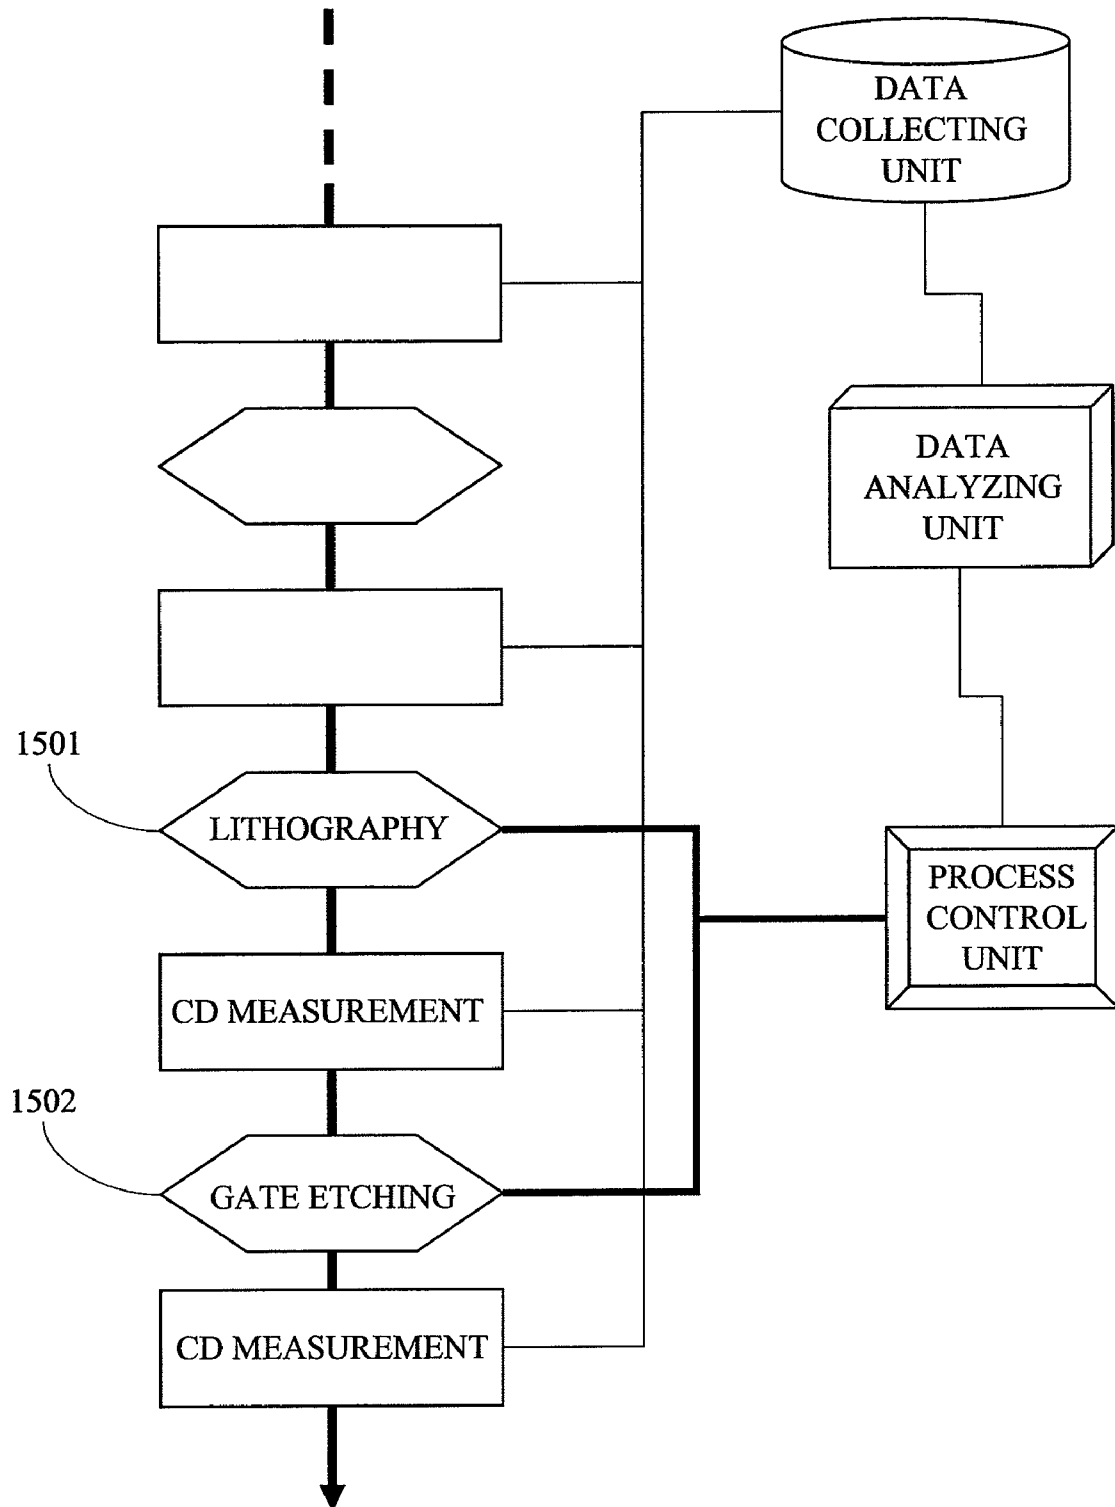 DATA
COLLECTING
UNIT
DATA
ANALYZING
UNIT
1501
LITHOGRAPHY
PROCESS
CONTROL
UNIT
CD MEASUREMENT
1502
GATE ETCHING
CD MEASUREMENT